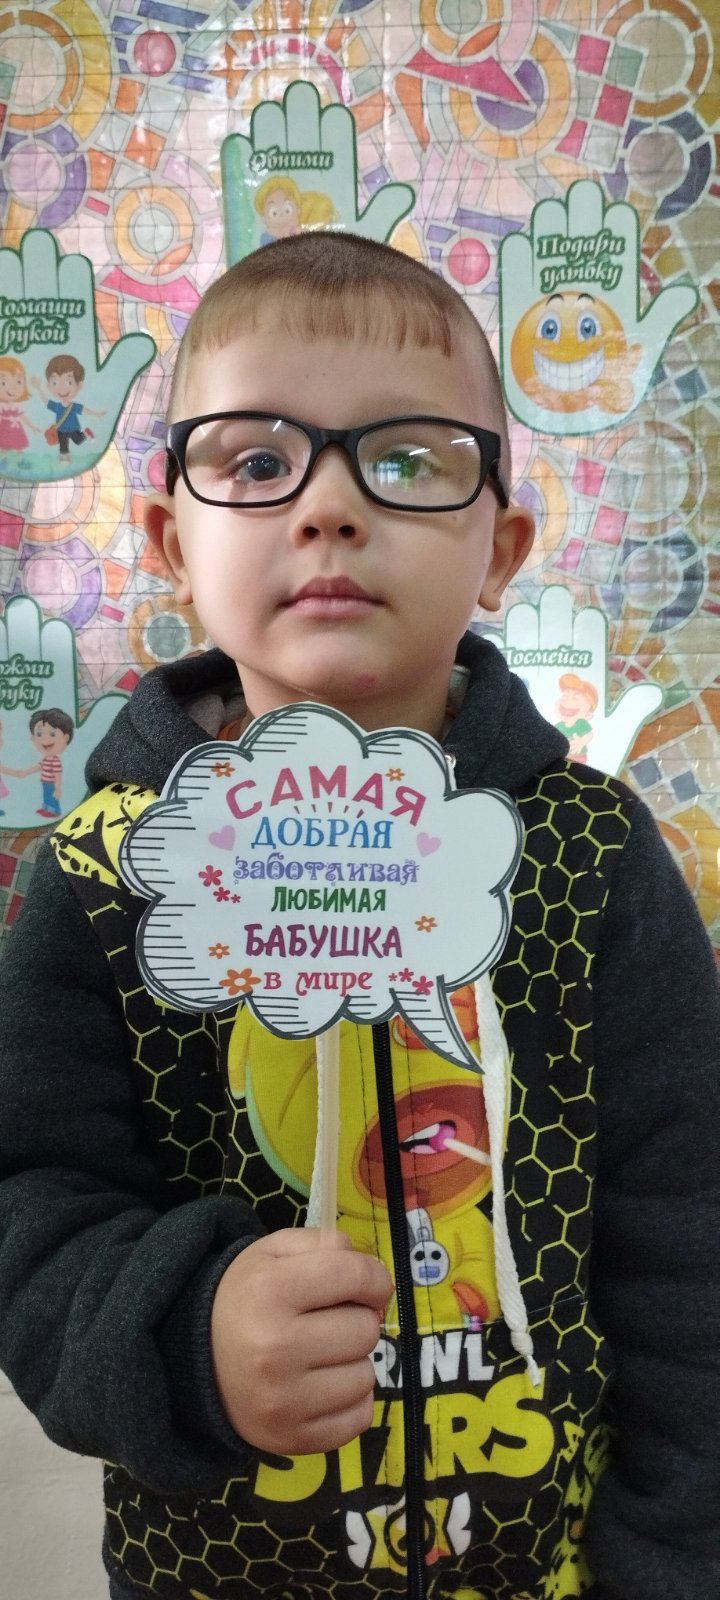 Обними
Подари
улыбку
Помаши
рукой
Посмейся
САМАЯ
ДОБРАЯ
заботливая
ЛЮБИМАЯ
БАБУШКА
в мире
STARS